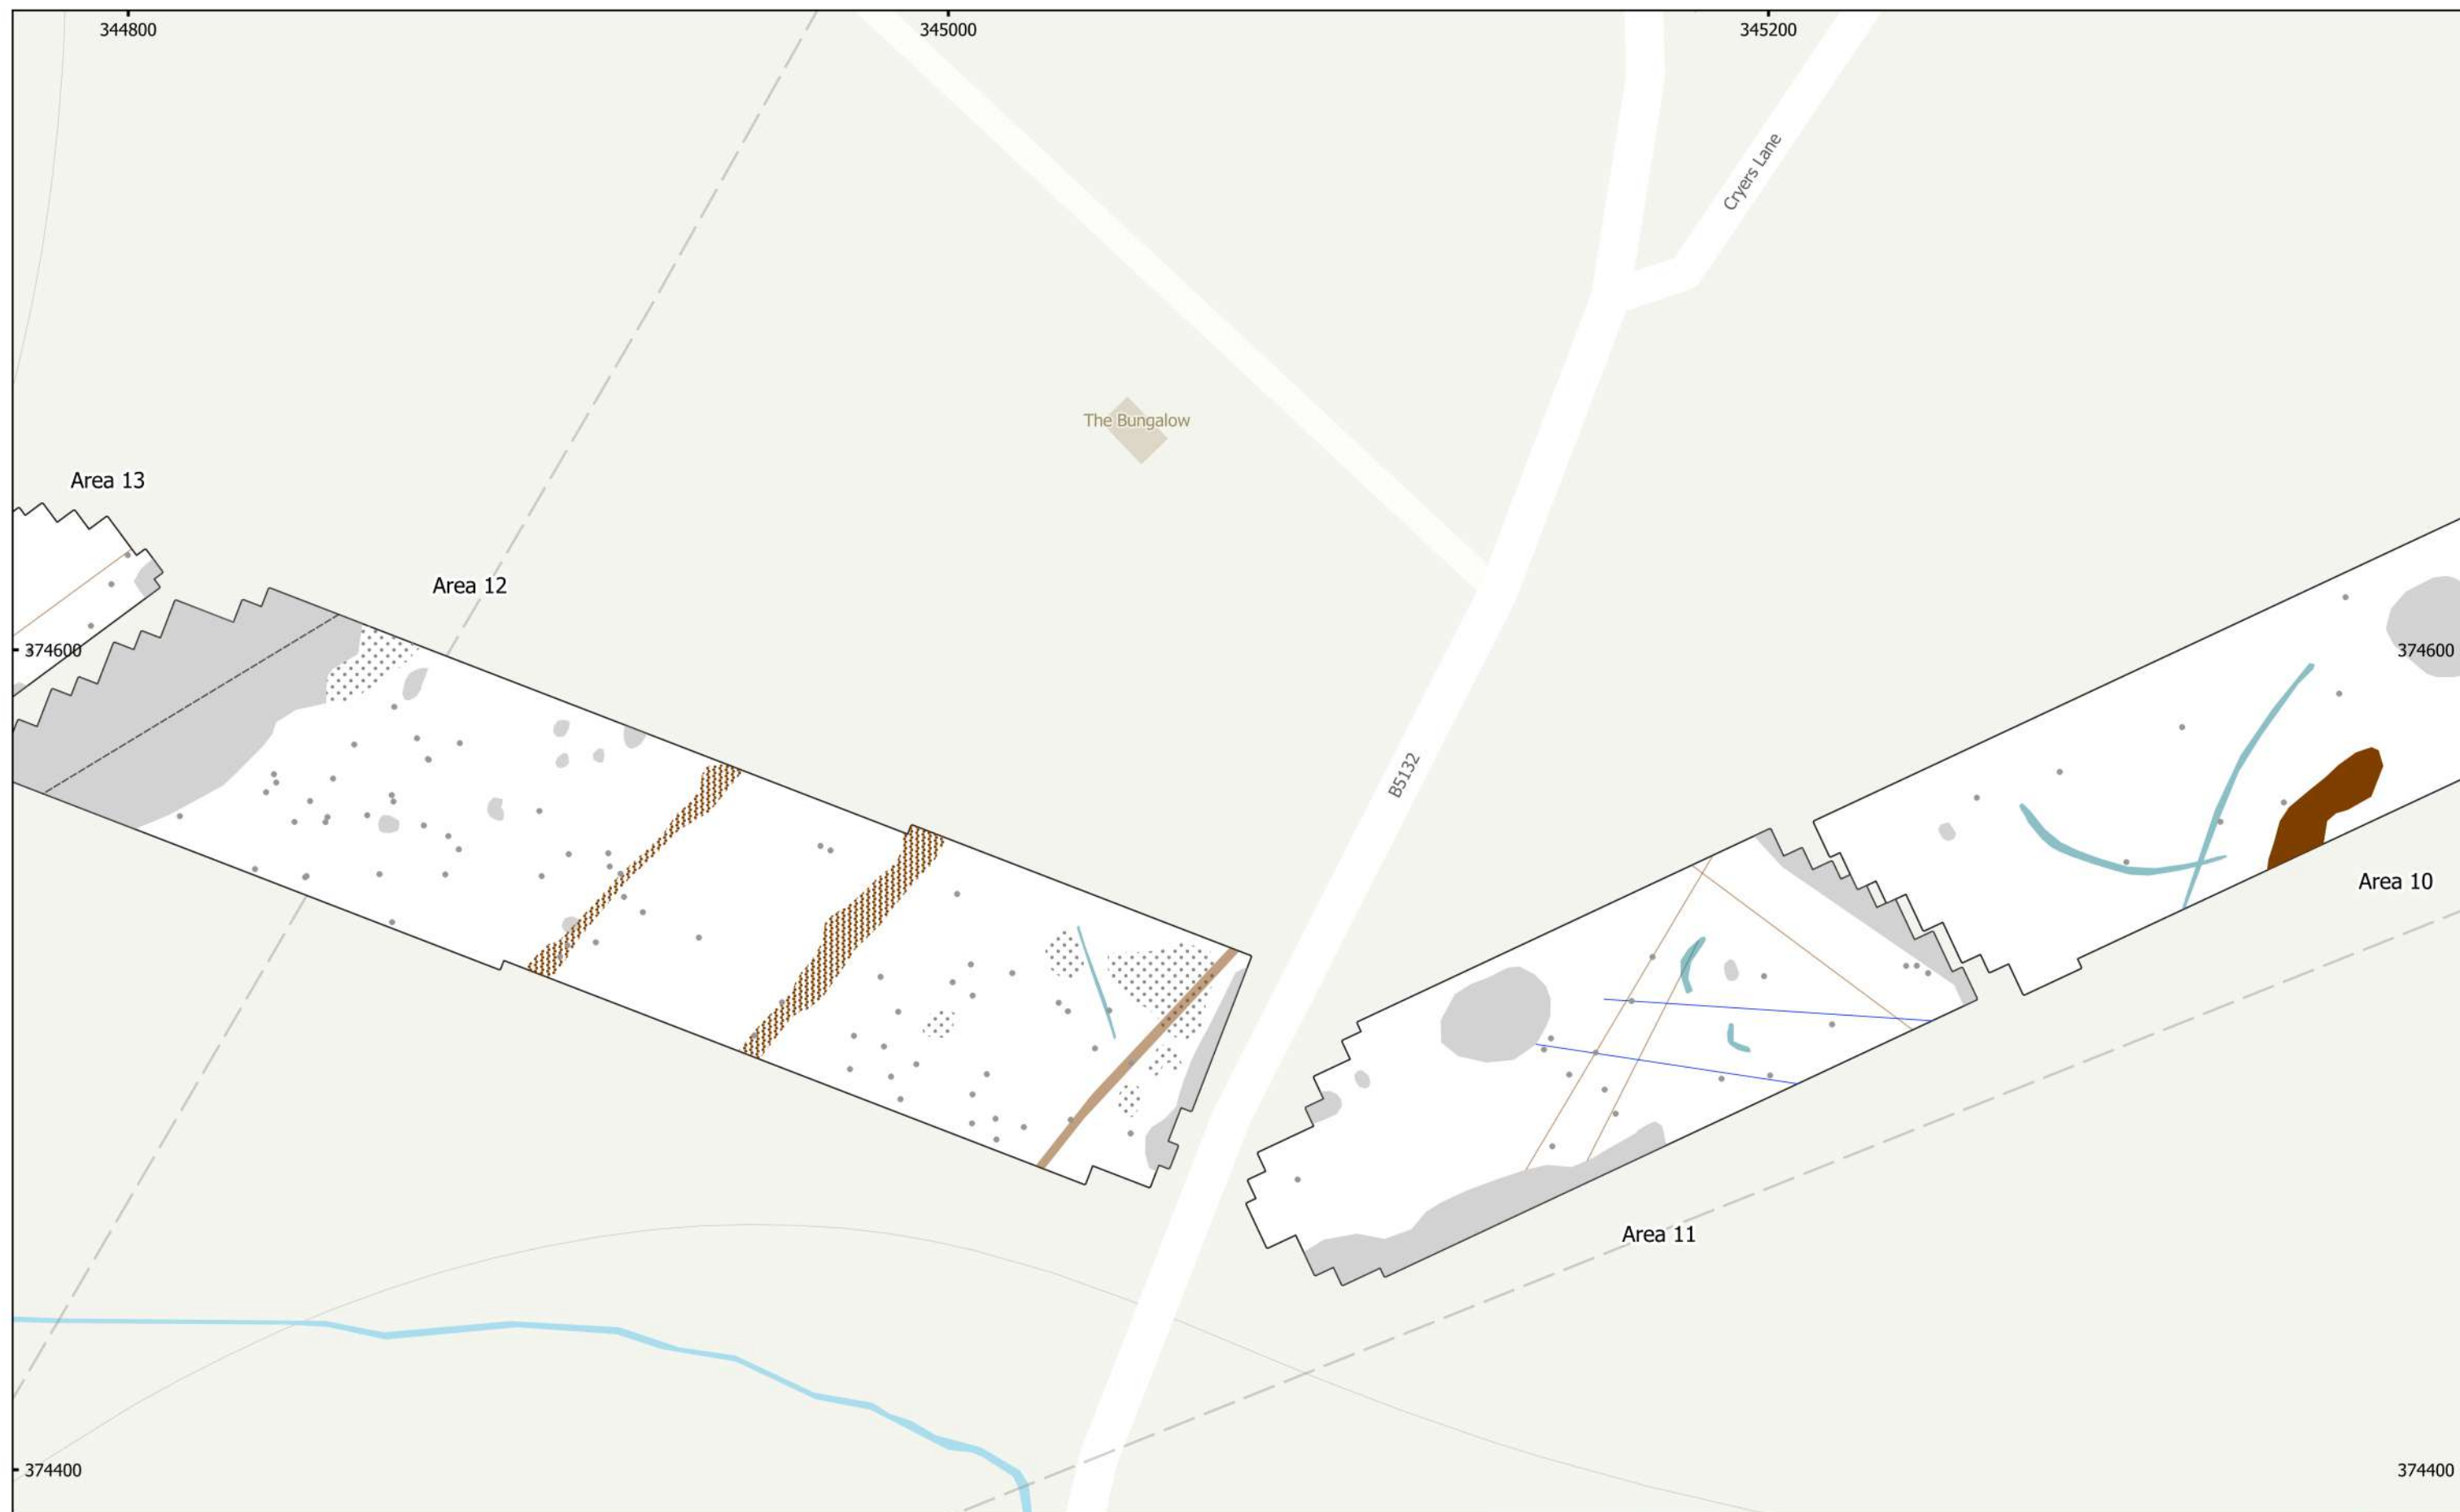 344800
345000
345200
Cryers Lane
The Bungalow
Area 13
Area 12
374600
374600
B5132
Area 10
Area 11
374400
374400